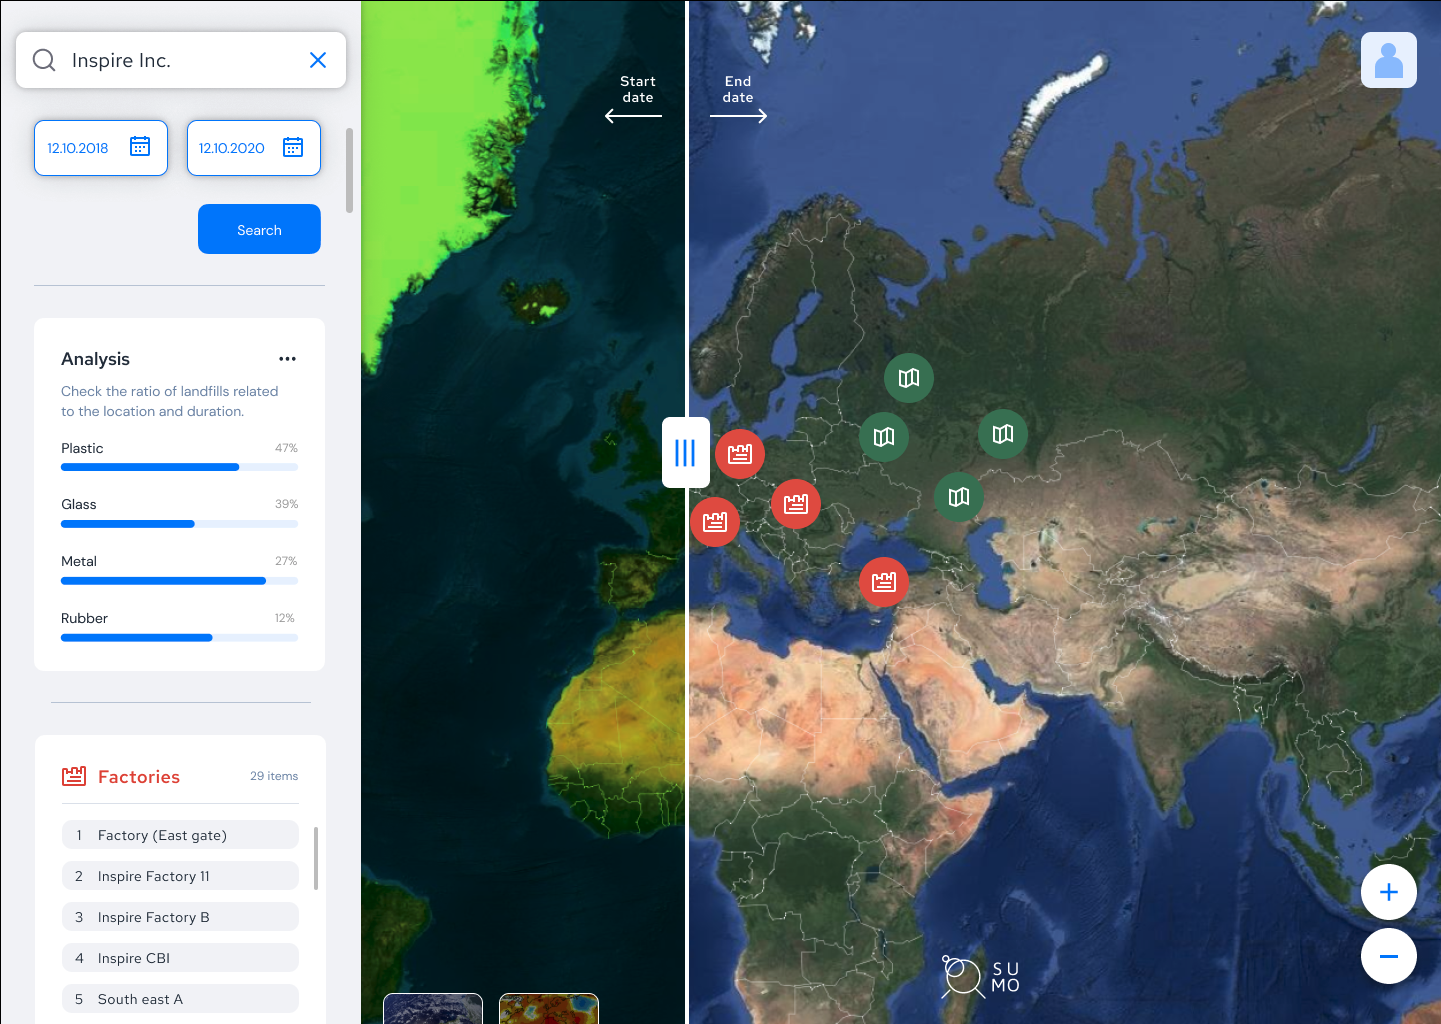 Inspire Inc.
12.10.2018
12.10.2020
Search
Analysis
Check the ratio of landfills related
to the location and duration.
Plastic 47%
Glass 39%
Metal 27%
Rubber 12%
Factories 29 items
1 Factory (East gate)
2 Inspire Factory 11
3 Inspire Factory B
4 Inspire CBI
5 South east A
Start
date
End
date
SU
MO